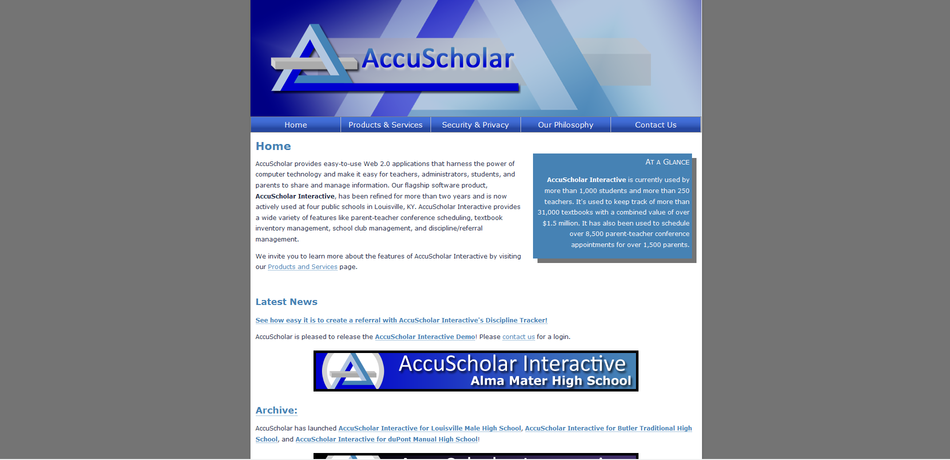 AccuScholar
Home
Products & Services
Security & Privacy
Our Philosophy
Contact Us
Home
AccuScholar provides easy-to-use Web 2.0 applications that harness the power of
computer technology and make it easy for teachers, administrators, students, and
parents to share and manage information. Our flagship software product,
AccuScholar Interactive, has been refined for more than two years and is now
actively used at four public schools in Louisville, KY. AccuScholar Interactive provides
a wide variety of features like parent-teacher conference scheduling, textbook
inventory management, school club management, and discipline/referral
management.
We invite you to learn more about the features of AccuScholar Interactive by visiting
our Products and Services page.
At a Glance
AccuScholar Interactive is currently used by
more than 1,000 students and more than 250
teachers. It's used to keep track of more than
31,000 textbooks with a combined value of over
$1.5 million. It has also been used to schedule
over 8,500 parent-teacher conference
appointments for over 1,500 parents.
Latest News
See how easy it is to create a referral with AccuScholar Interactive's Discipline Tracker!
AccuScholar is pleased to release the AccuScholar Interactive Demo! Please contact us for a login.
AccuScholar Interactive
Alma Mater High School
Archive:
AccuScholar has launched AccuScholar Interactive for Louisville Male High School, AccuScholar Interactive for Butler Traditional High
School, and AccuScholar Interactive for duPont Manual High School!